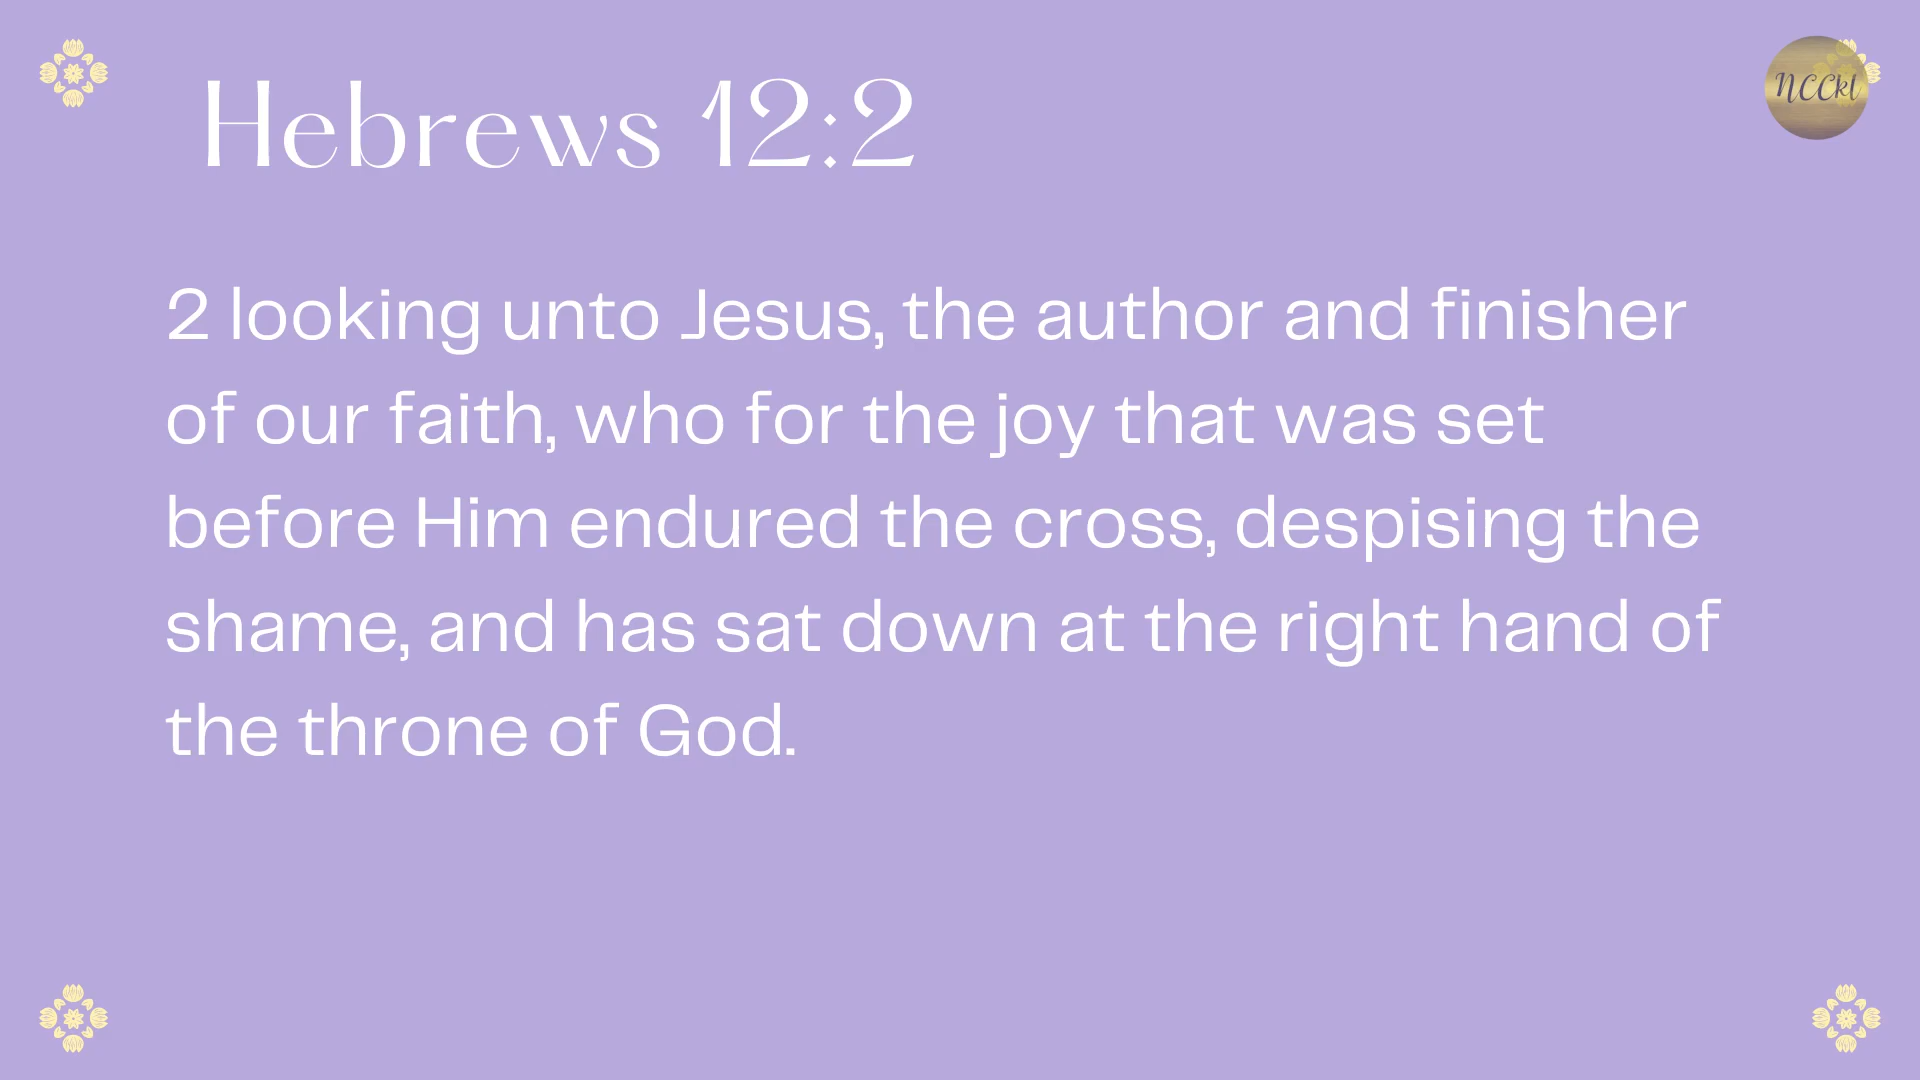 Hebrews 12:2
NCCkl
2 looking unto Jesus, the author and finisher
of our faith, who for the joy that was set
before Him endured the cross, despising the
shame, and has sat down at the right hand of
the throne of God.